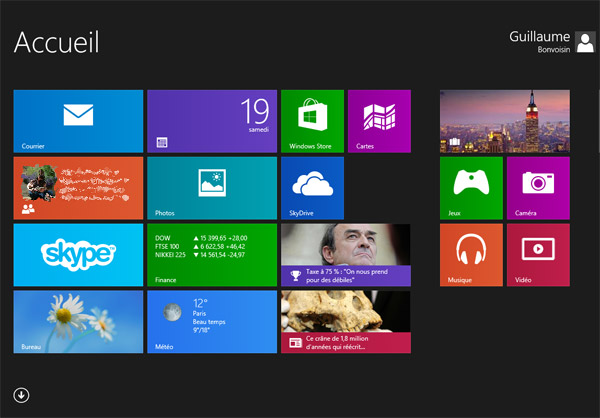 Accueil
Guillaume
Bonvoisin
Courrier
19
samedi
Windows Store
Cartes
Photos
SkyDrive
Jeux
Caméra
skype
DOW ▲ 15 399,65 +28,00
FTSE 100 ▲ 6 622,58 +46,42
NIKKEI 225 ▼ 14 561,54 -24,97
Finance
Taxe à 75 % : "On nous prend
pour des débiles"
Musique
Vidéo
Bureau
12°
Paris
Beau temps
9°/18°
Météo
Ce crâne de 1,8 million
d'années qui réécrit...